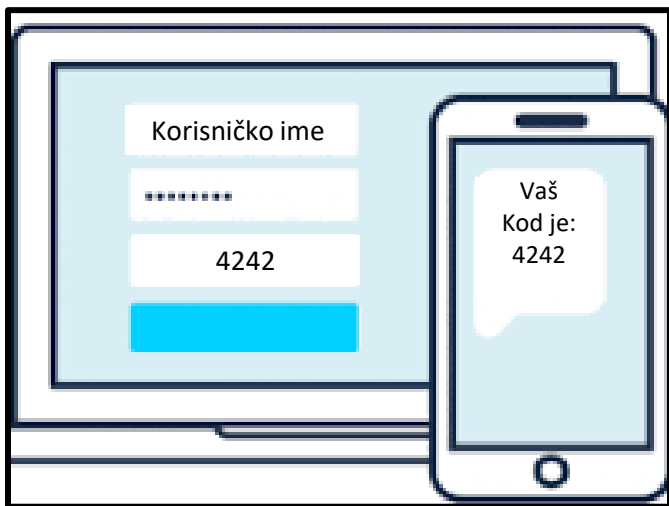 Korisničko ime
••••••••
4242
Vaš
Kod je:
4242